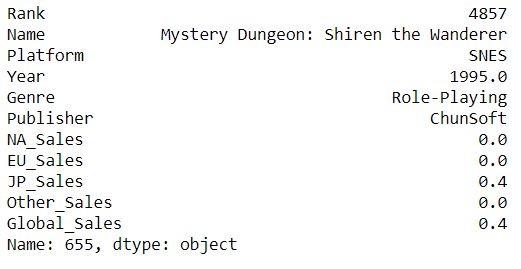 Rank 4857
Name Mystery Dungeon: Shiren the Wanderer
Platform SNES
Year 1995.0
Genre Role-Playing
Publisher ChunSoft
NA_Sales 0.0
EU_Sales 0.0
JP_Sales 0.4
Other_Sales 0.0
Global_Sales 0.4
Name: 655, dtype: object